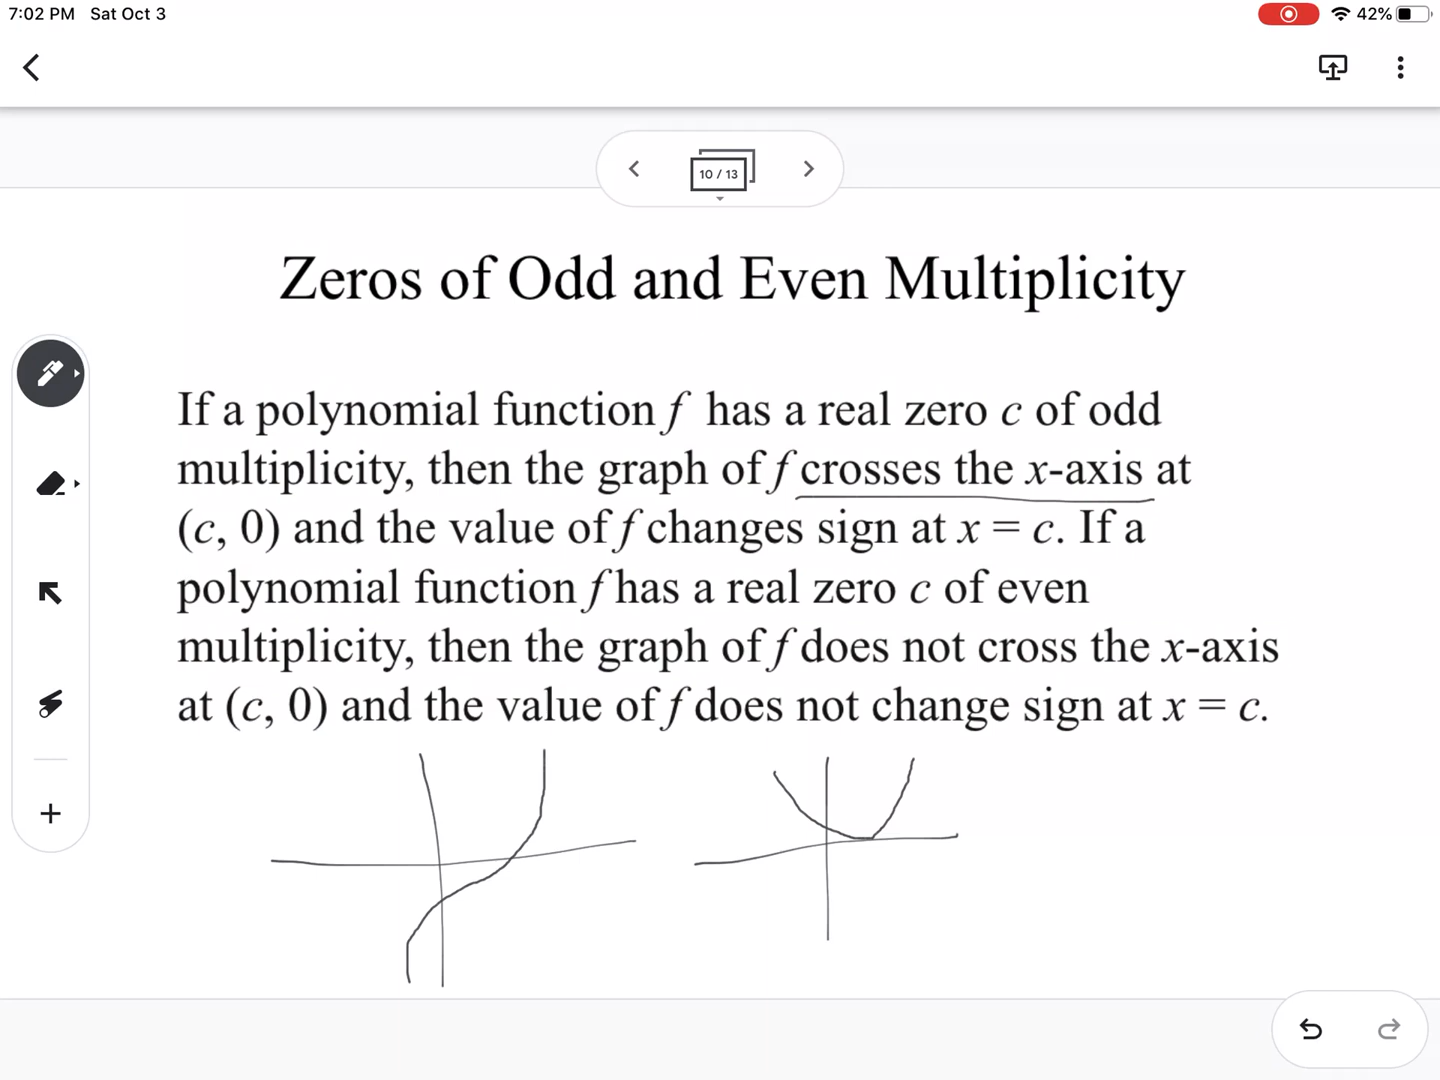 7:02 PM Sat Oct 3
42%
10 / 13
Zeros of Odd and Even Multiplicity
If a polynomial function f has a real zero c of odd
multiplicity, then the graph of f crosses the x-axis at
(c, 0) and the value of f changes sign at x = c. If a
polynomial function f has a real zero c of even
multiplicity, then the graph of f does not cross the x-axis
at (c, 0) and the value of f does not change sign at x = c.